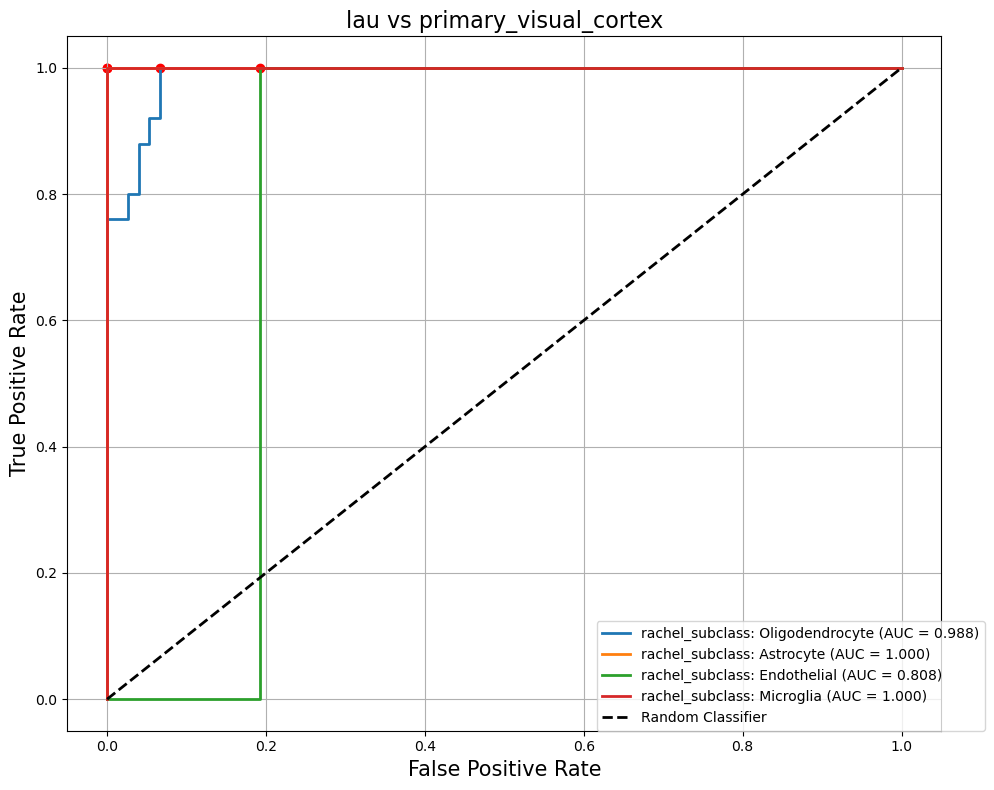 lau vs primary_visual_cortex
True Positive Rate
1.0
0.8
0.6
0.4
0.2
0.0
rachel_subclass: Oligodendrocyte (AUC = 0.988)
rachel_subclass: Astrocyte (AUC = 1.000)
rachel_subclass: Endothelial (AUC = 0.808)
rachel_subclass: Microglia (AUC = 1.000)
Random Classifier
0.0 0.2 0.4 0.6 0.8 1.0
False Positive Rate